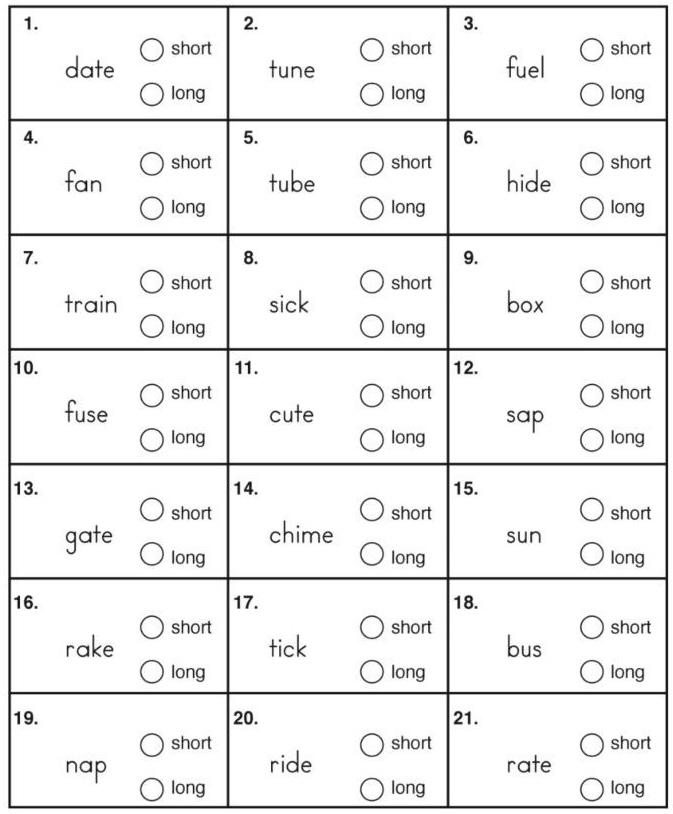 1. date short long
2. tune short long
3. fuel short long
4. fan short long
5. tube short long
6. hide short long
7. train short long
8. sick short long
9. box short long
10. fuse short long
11. cute short long
12. sap short long
13. gate short long
14. chime short long
15. sun short long
16. rake short long
17. tick short long
18. bus short long
19. nap short long
20. ride short long
21. rate short long